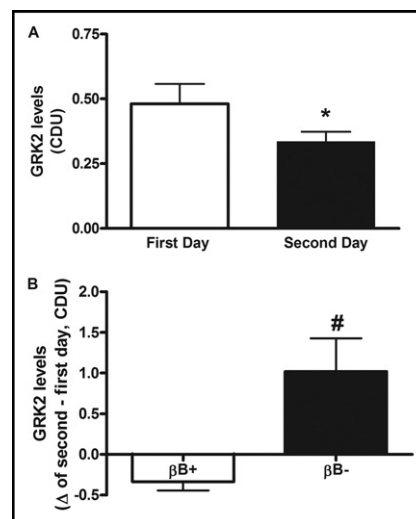 A
GRK2 levels
(CDU)
0.75
0.50
0.25
0.00
*
First Day
Second Day
B
GRK2 levels
(Δ of second - first day, CDU)
2.0
1.5
1.0
0.5
0.0
-0.5
#
βB+
βB-